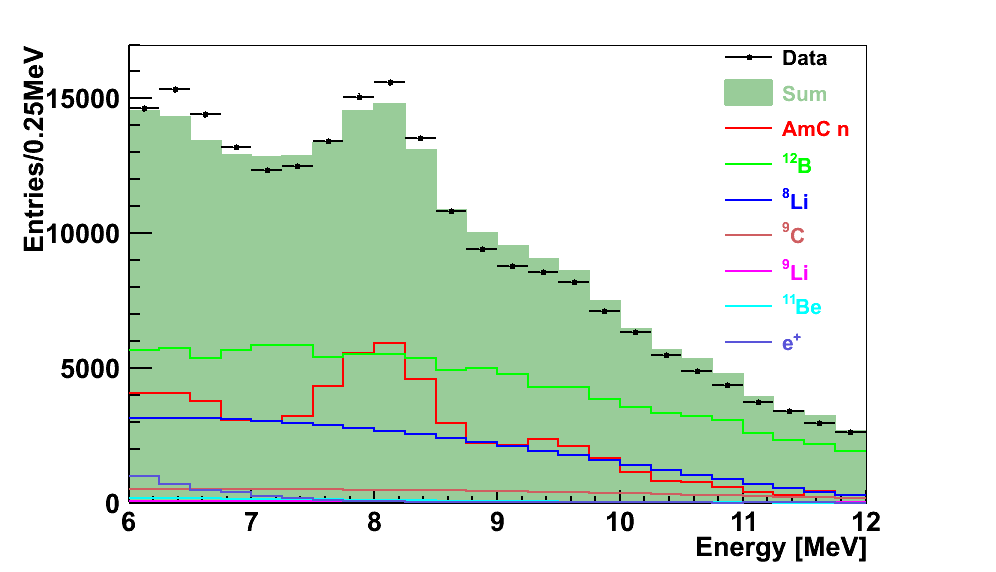 Entries/0.25MeV
15000
10000
5000
0
6 7 8 9 10 11 12
Energy [MeV]
Data
Sum
AmC n
¹²B
⁸Li
⁹C
⁹Li
¹¹Be
e⁺